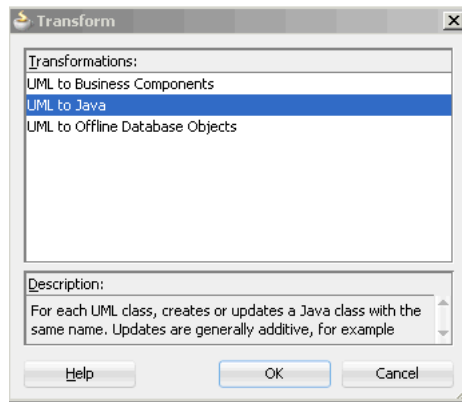 Transform
Transformations:
UML to Business Components
UML to Java
UML to Offline Database Objects
Description:
For each UML class, creates or updates a Java class with the
same name. Updates are generally additive, for example
Help OK Cancel